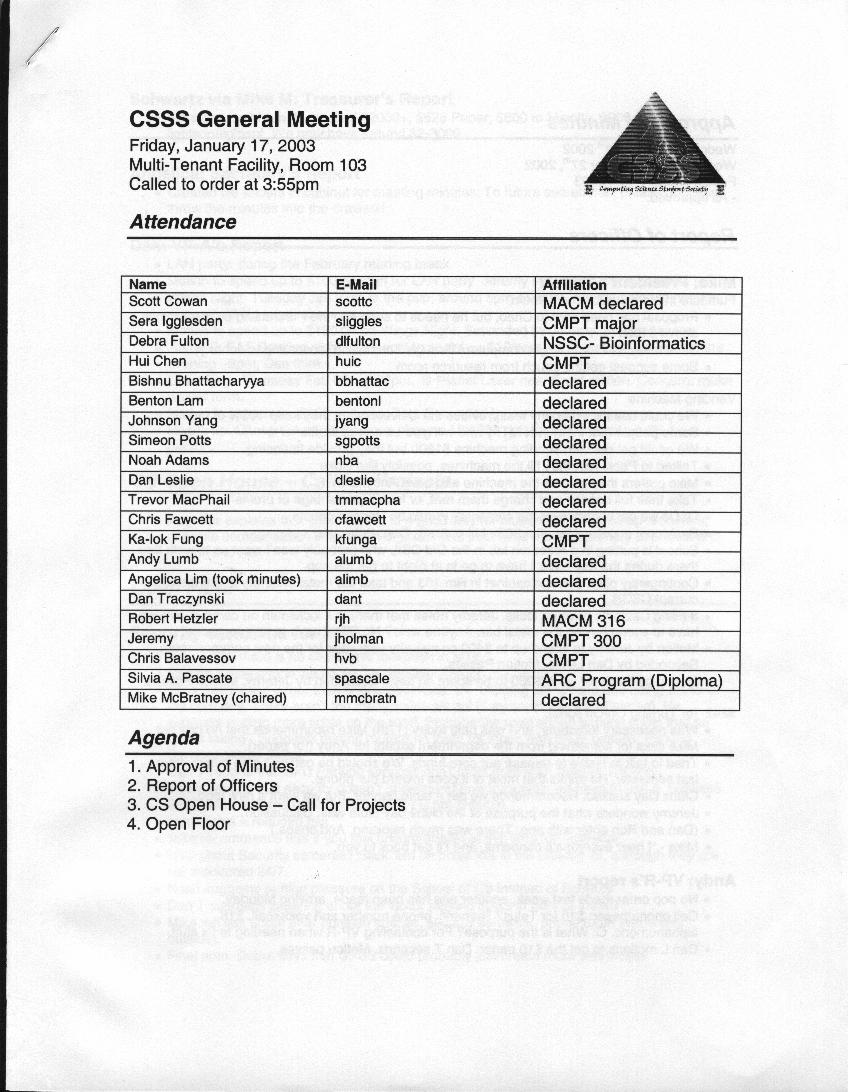 CSSS General Meeting
Friday, January 17, 2003
Multi-Tenant Facility, Room 103
Called to order at 3:55pm
CSSS
Computing Science Student Society
Attendance
Name E-Mail Affiliation
Scott Cowan scottc MACM declared
Sera Igglesden sliggles CMPT major
Debra Fulton dlfulton NSSC- Bioinformatics
Hui Chen huic CMPT
Bishnu Bhattacharyya bbhattac declared
Benton Lam bentonl declared
Johnson Yang jyang declared
Simeon Potts sgpotts declared
Noah Adams nba declared
Dan Leslie dleslie declared
Trevor MacPhail tmmacpha declared
Chris Fawcett cfawcett declared
Ka-lok Fung kfunga CMPT
Andy Lumb alumb declared
Angelica Lim (took minutes) alimb declared
Dan Traczynski dant declared
Robert Hetzler rjh MACM 316
Jeremy jholman CMPT 300
Chris Balavessov hvb CMPT
Silvia A. Pascate spascale ARC Program (Diploma)
Mike McBratney (chaired) mmcbratn declared
Agenda
1. Approval of Minutes
2. Report of Officers
3. CS Open House – Call for Projects
4. Open Floor